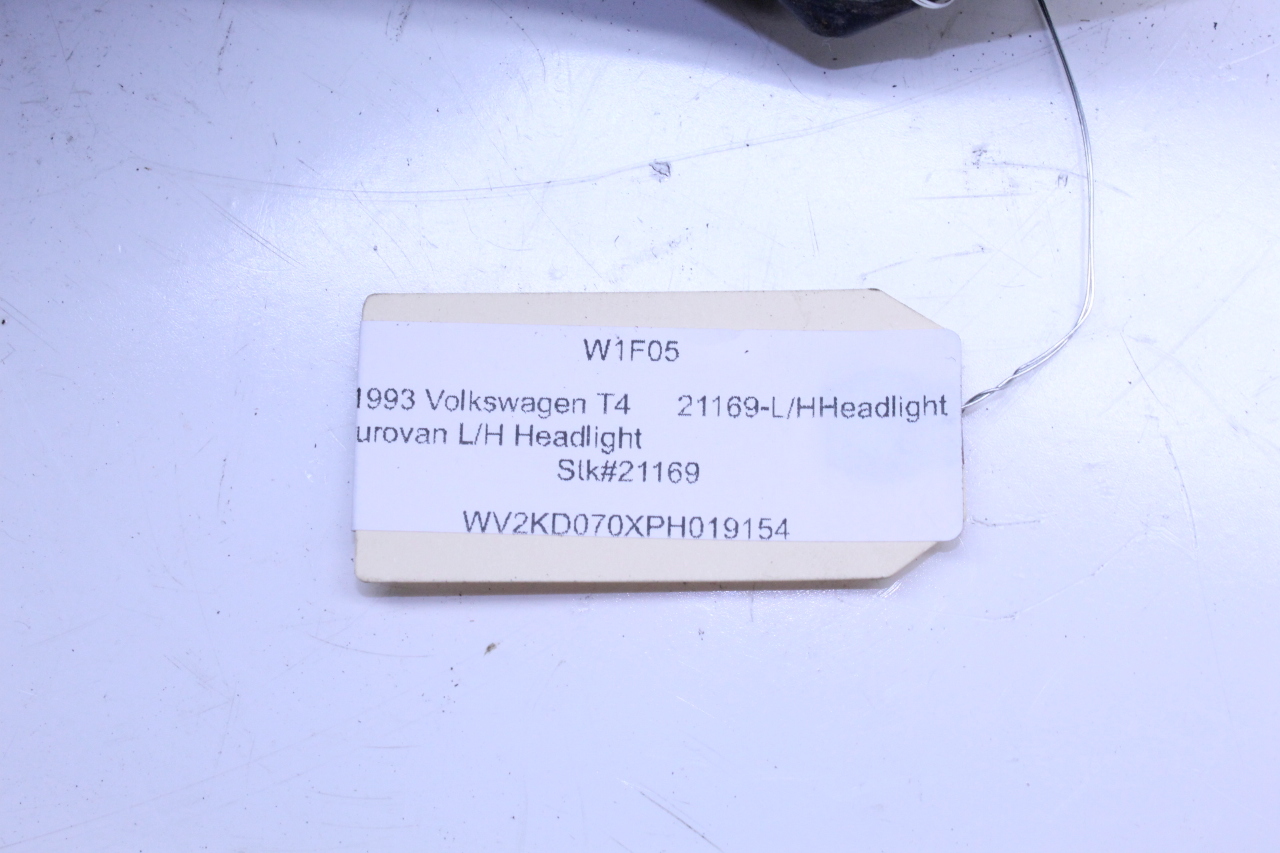 W1F05
1993 Volkswagen T4 21169-L/HHeadlight
urovan L/H Headlight
Stk#21169
WV2KD070XPH019154